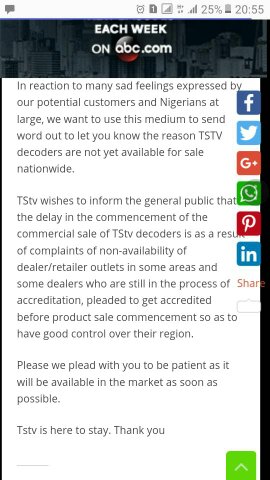 25% 20:55
EACH WEEK
ON abc.com
In reaction to many sad feelings expressed by
our potential customers and Nigerians at
large, we want to use this medium to send
word out to let you know the reason TSTV
decoders are not yet available for sale
nationwide.
TStv wishes to inform the general public that
the delay in the commencement of the
commercial sale of TStv decoders is as a result
of complaints of non-availability of
dealer/retailer outlets in some areas and
some dealers who are still in the process of
accreditation, pleaded to get accredited
before product sale commencement so as to
have good control over their region.
Please we plead with you to be patient as it
will be available in the market as soon as
possible.
Tstv is here to stay. Thank you
Share